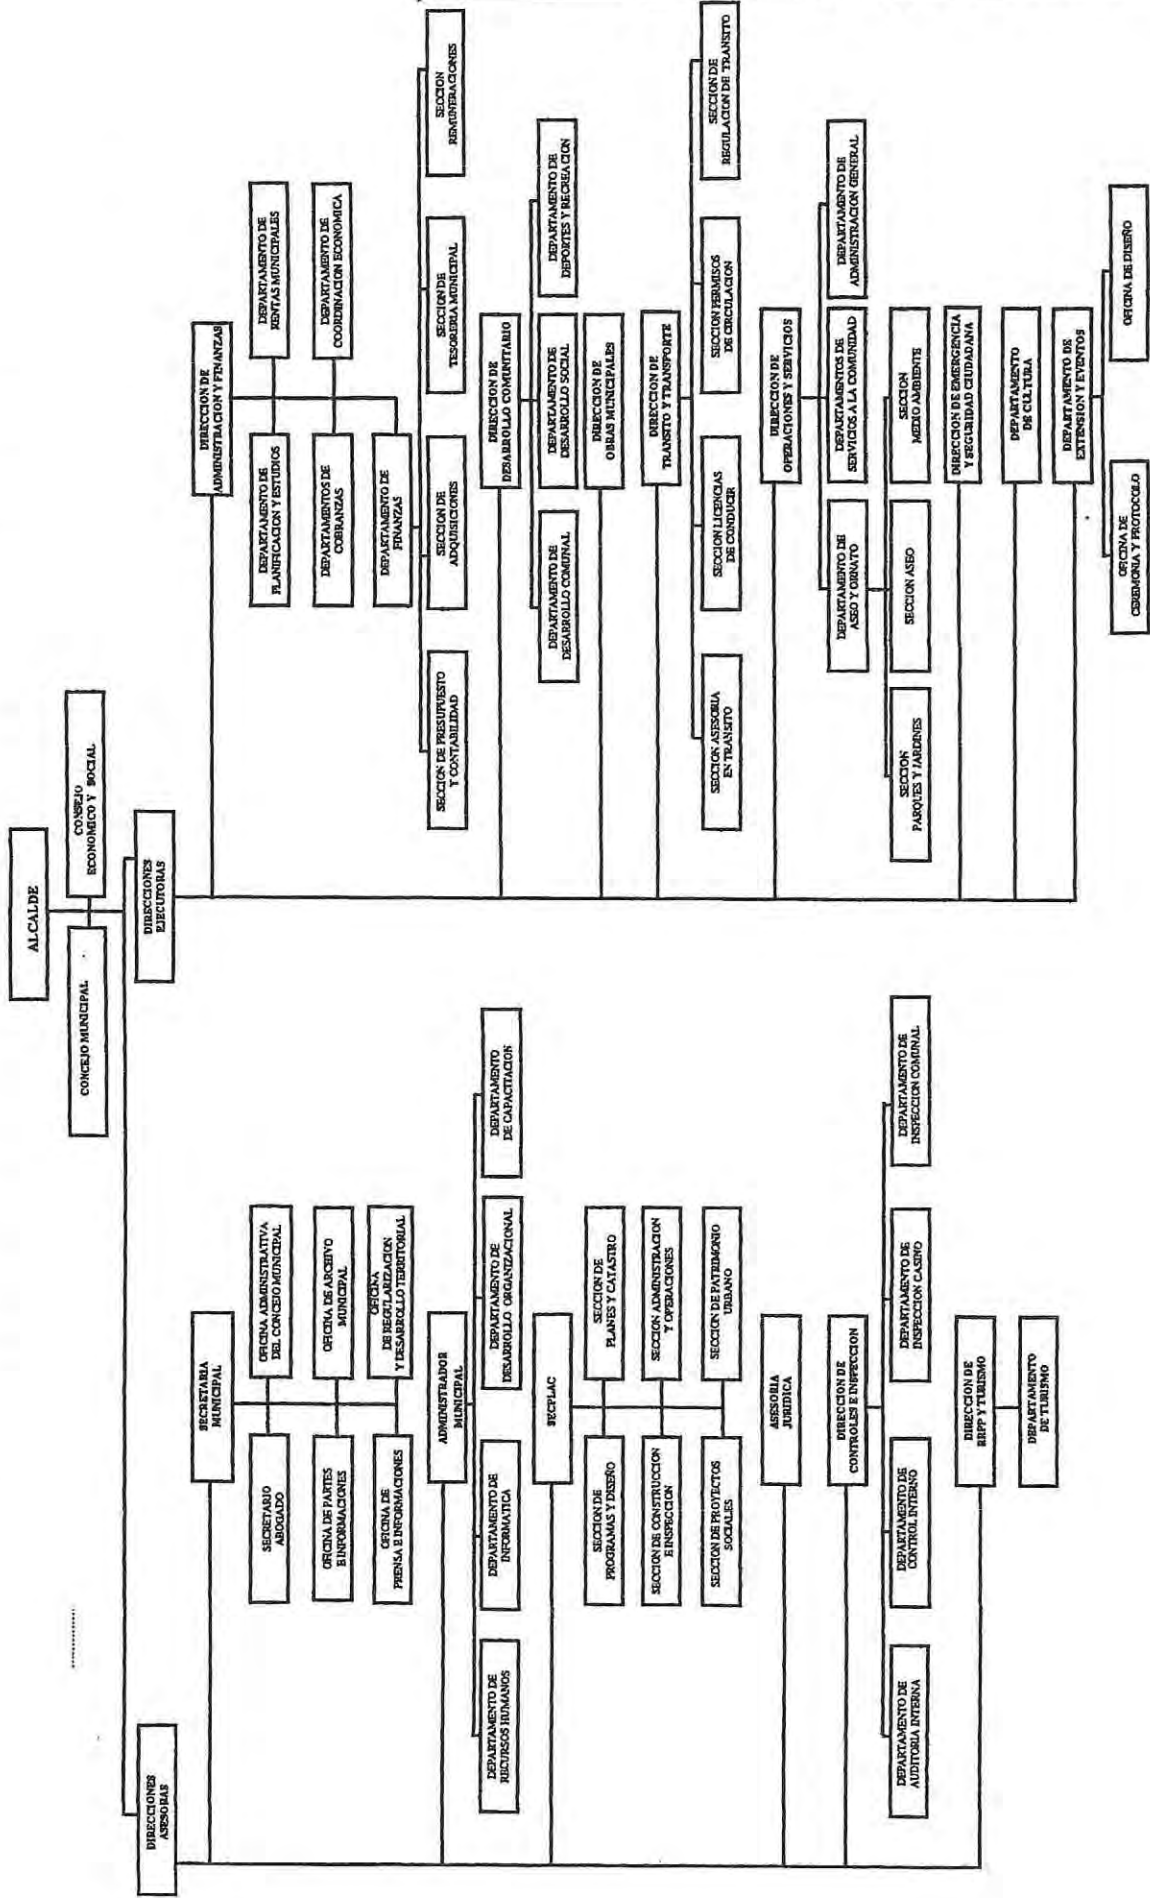 ALCALDE
CONCEJO MUNICIPAL
CONSEJO
ECONOMICO Y SOCIAL
DIRECCIONES
ASESORAS
DIRECCIONES
EJECUTORAS
SECRETARIA
MUNICIPAL
SECRETARIO
ABOGADO
OFICINA ADMINISTRATIVA
DEL CONCEJO MUNICIPAL
OFICINA DE PARTES
E INFORMACIONES
OFICINA DE ARCHIVO
MUNICIPAL
OFICINA DE
PRENSA E INFORMACIONES
OFICINA
DE REGULARIZACION
Y DESARROLLO TERRITORIAL
ADMINISTRADOR
MUNICIPAL
DEPARTAMENTO DE
RECURSOS HUMANOS
DEPARTAMENTO DE
INFORMATICA
DEPARTAMENTO DE
DESARROLLO ORGANIZACIONAL
DEPARTAMENTO
DE CAPACITACION
SECPLAC
SECCION DE
PROGRAMAS Y DISEÑO
SECCION DE
PLANES Y CATASTRO
SECCION DE CONSTRUCCION
E INSPECCION
SECCION ADMINISTRACION
Y OPERACIONES
SECCION DE PROYECTOS
SOCIALES
SECCION DE PATRIMONIO
URBANO
ASESORIA
JURIDICA
DIRECCION DE
CONTROLES E INSPECCION
DEPARTAMENTO DE
AUDITORIA INTERNA
DEPARTAMENTO DE
CONTROL INTERNO
DEPARTAMENTO DE
INSPECCION CASINO
DEPARTAMENTO DE
INSPECCION COMUNAL
DIRECCION DE
RRPP Y TURISMO
DEPARTAMENTO
DE TURISMO
DIRECCION DE
ADMINISTRACION Y FINANZAS
DEPARTAMENTO DE
PLANIFICACION Y ESTUDIOS
DEPARTAMENTO DE
RENTAS MUNICIPALES
DEPARTAMENTOS DE
COBRANZAS
DEPARTAMENTO DE
COORDINACION ECONOMICA
DEPARTAMENTO DE
FINANZAS
SECCION DE PRESUPUESTO
Y CONTABILIDAD
SECCION DE
ADQUISICIONES
SECCION DE
TESORERIA MUNICIPAL
SECCION
REMUNERACIONES
DIRECCION DE
DESARROLLO COMUNITARIO
DEPARTAMENTO DE
DESARROLLO COMUNAL
DEPARTAMENTO DE
DESARROLLO SOCIAL
DEPARTAMENTO DE
DEPORTES Y RECREACION
DIRECCION DE
OBRAS MUNICIPALES
DIRECCION DE
TRANSITO Y TRANSPORTE
SECCION ASESORIA
EN TRANSITO
SECCION LICENCIAS
DE CONDUCIR
SECCION PERMISOS
DE CIRCULACION
SECCION DE
REGULACION DE TRANSITO
DIRECCION DE
OPERACIONES Y SERVICIOS
DEPARTAMENTO DE
ASEO Y ORNATO
DEPARTAMENTOS DE
SERVICIOS A LA COMUNIDAD
DEPARTAMENTO DE
ADMINISTRACION GENERAL
SECCION
PARQUES Y JARDINES
SECCION ASEO
SECCION
MEDIO AMBIENTE
DIRECCION DE EMERGENCIA
Y SEGURIDAD CIUDADANA
DEPARTAMENTO
DE CULTURA
DEPARTAMENTO DE
EXTENSION Y EVENTOS
OFICINA DE
CEREMONIA Y PROTOCOLO
OFICINA DE DISEÑO